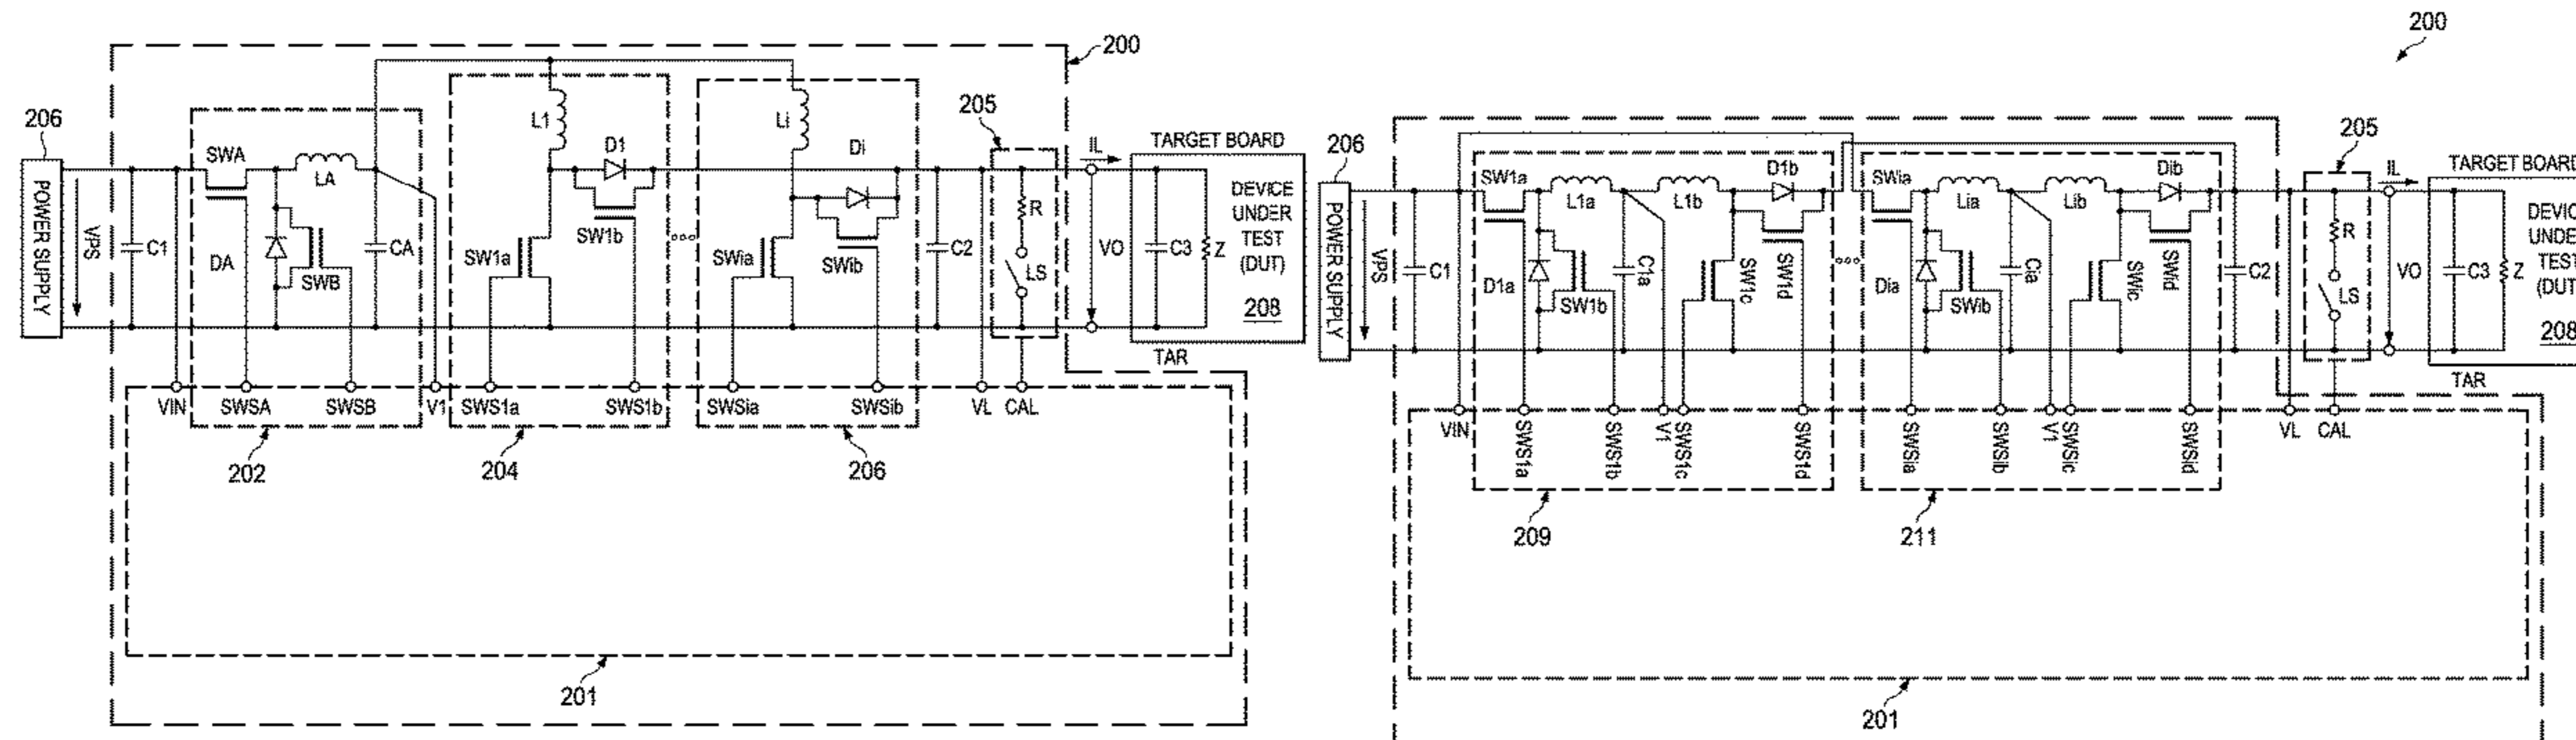 200
206
POWER SUPPLY
VPS
C1
SWA
LA
DA
SWB
CA
L1
D1
SW1a
SW1b
Li
Di
SWia
SWib
C2
205
R
LS
IL
VO
TARGET BOARD
C3
Z
DEVICE
UNDER
TEST
(DUT)
208
TAR
VIN
SWSA
SWSB
V1
SWS1a
SWS1b
SWSia
SWSib
VL
CAL
202
204
206
201
200
206
POWER SUPPLY
VPS
C1
SW1a
L1a
D1a
SW1b
C1a
L1b
D1b
SW1c
SW1d
SWia
Lia
Dia
SWib
Cia
Lib
Dib
SWic
SWid
C2
205
R
LS
IL
VO
TARGET BOARD
C3
Z
DEVICE
UNDER
TEST
(DUT)
208
TAR
VIN
SWS1a
SWS1b
V1
SWS1c
SWS1d
SWSia
SWSib
V1
SWSic
SWSid
VL
CAL
209
211
201